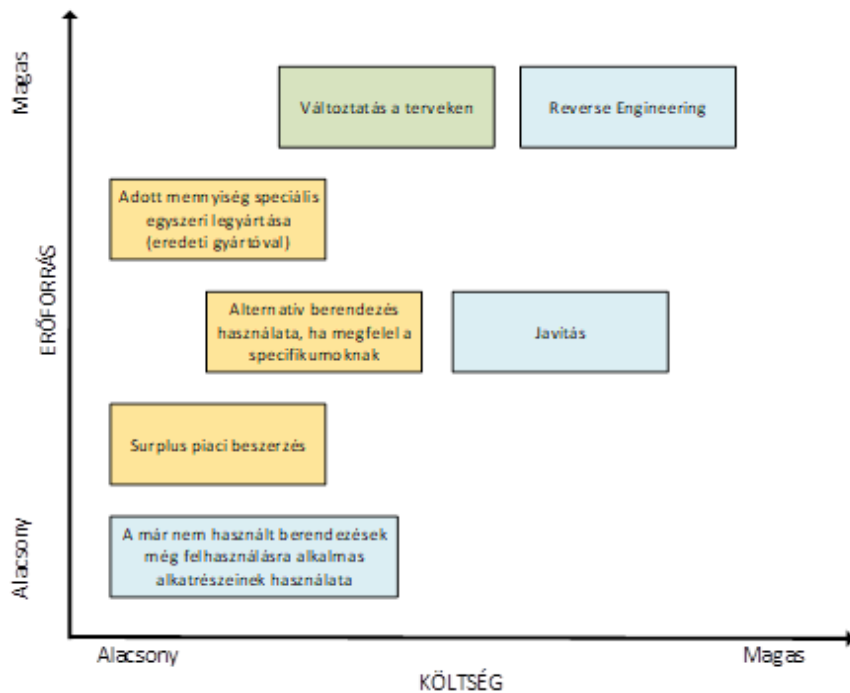 Magas
Változtatás a terveken
Reverse Engineering
Adott mennyiség speciális
egyszeri legyártása
(eredeti gyártóval)
ERŐFORRÁS
Alternatív berendezés
használata, ha megfelel a
specifikumoknak
Javítás
Surplus piaci beszerzés
Alacsony
A már nem használt berendezések
még felhasználásra alkalmas
alkatrészeinek használata
Alacsony
Magas
KÖLTSÉG